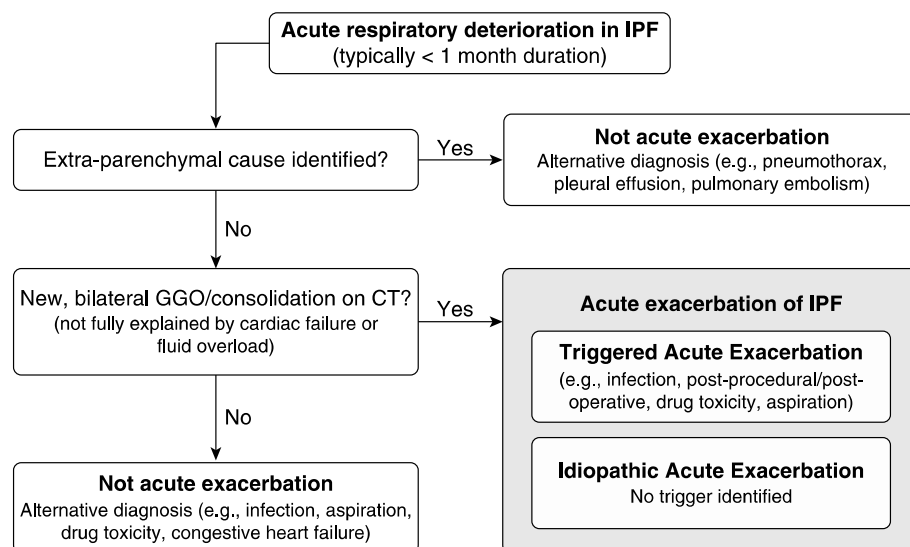 Acute respiratory deterioration in IPF
(typically < 1 month duration)
Extra-parenchymal cause identified?
Yes
Not acute exacerbation
Alternative diagnosis (e.g., pneumothorax,
pleural effusion, pulmonary embolism)
No
New, bilateral GGO/consolidation on CT?
(not fully explained by cardiac failure or
fluid overload)
Yes
Acute exacerbation of IPF
Triggered Acute Exacerbation
(e.g., infection, post-procedural/post-
operative, drug toxicity, aspiration)
Idiopathic Acute Exacerbation
No trigger identified
No
Not acute exacerbation
Alternative diagnosis (e.g., infection, aspiration,
drug toxicity, congestive heart failure)